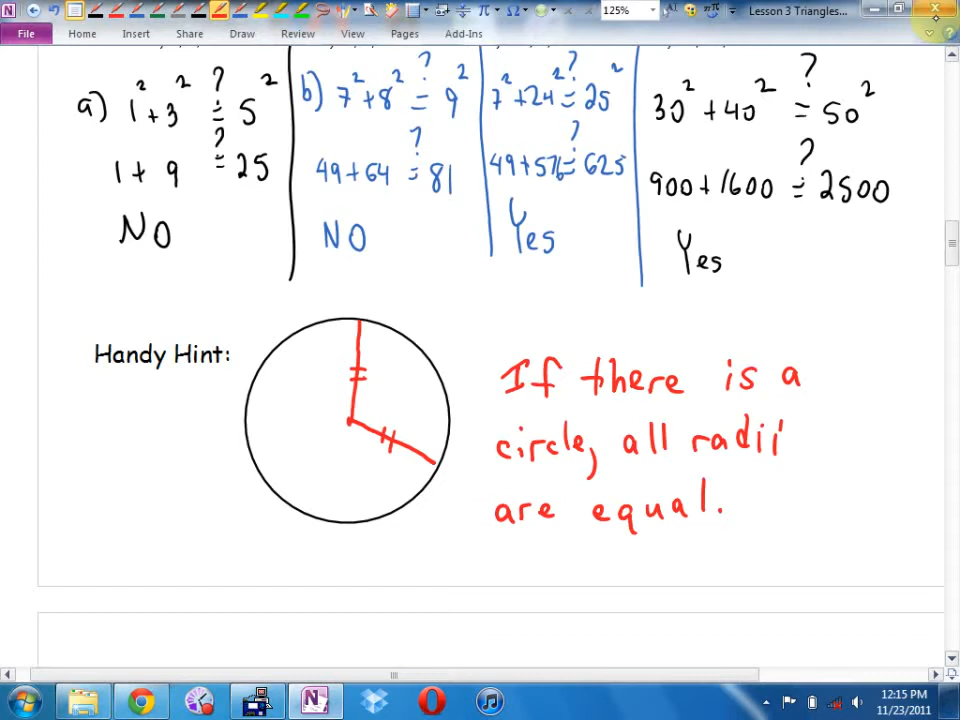 125%
Lesson 3 Triangles...
File Home Insert Share Draw Review View Pages Add-Ins
a) 1² + 3² ≟ 5²
1 + 9 ≟ 25
NO
b) 7² + 8² ≟ 9²
49 + 64 ≟ 81
NO
7² + 24² ≟ 25²
49 + 576 ≟ 625
Yes
30² + 40² ≟ 50²
900 + 1600 ≟ 2500
Yes
Handy Hint:
If there is a
circle, all radii
are equal.
12:15 PM
11/23/2011